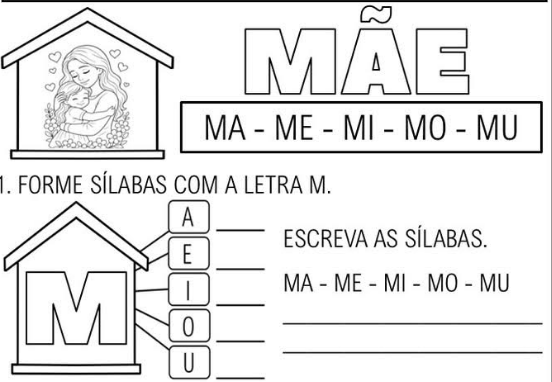 MÃE
MA - ME - MI - MO - MU
1. FORME SÍLABAS COM A LETRA M.
M
A
E
I
O
U
ESCREVA AS SÍLABAS.
MA - ME - MI - MO - MU